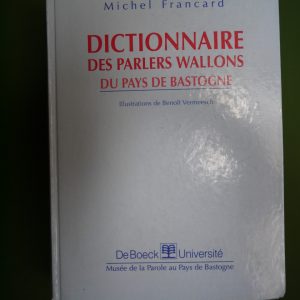 Michel Francard
DICTIONNAIRE
DES PARLERS WALLONS
DU PAYS DE BASTOGNE
Illustrations de Benoît Vermeesch
De Boeck Université
Musée de la Parole au Pays de Bastogne